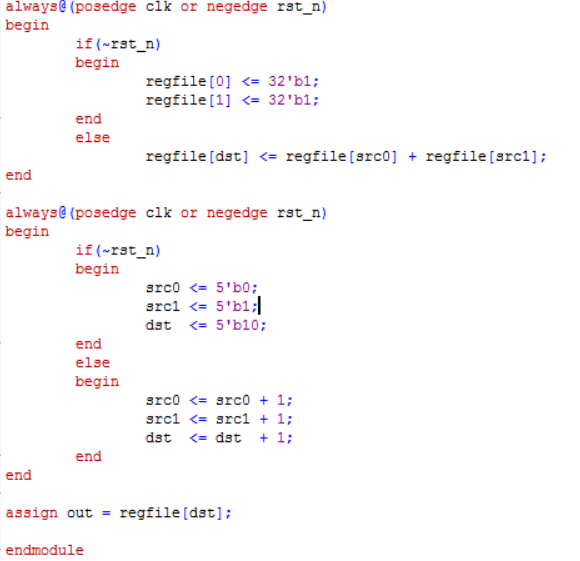 always@(posedge clk or negedge rst_n)
begin
if(~rst_n)
begin
regfile[0] <= 32'b1;
regfile[1] <= 32'b1;
end
else
regfile[dst] <= regfile[src0] + regfile[src1];
end
always@(posedge clk or negedge rst_n)
begin
if(~rst_n)
begin
src0 <= 5'b0;
src1 <= 5'b1;
dst <= 5'b10;
end
else
begin
src0 <= src0 + 1;
src1 <= src1 + 1;
dst <= dst + 1;
end
end
assign out = regfile[dst];
endmodule